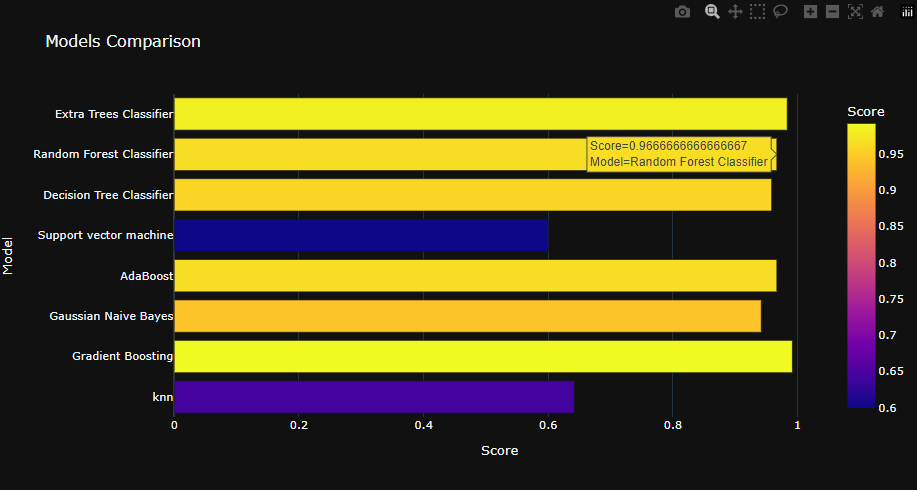 Models Comparison
Extra Trees Classifier
Random Forest Classifier
Decision Tree Classifier
Support vector machine
AdaBoost
Gaussian Naive Bayes
Gradient Boosting
knn
Model
0
0.2
0.4
0.6
0.8
1
Score
Score=0.9666666666666667
Model=Random Forest Classifier
Score
0.95
0.9
0.85
0.8
0.75
0.7
0.65
0.6